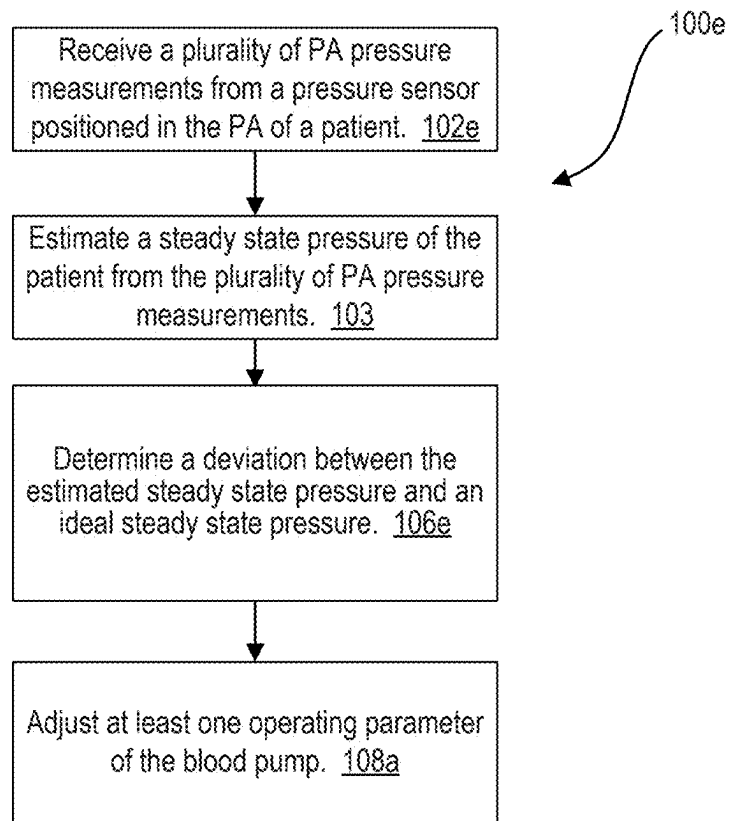 100e
Receive a plurality of PA pressure
measurements from a pressure sensor
positioned in the PA of a patient. 102e
Estimate a steady state pressure of the
patient from the plurality of PA pressure
measurements. 103
Determine a deviation between the
estimated steady state pressure and an
ideal steady state pressure. 106e
Adjust at least one operating parameter
of the blood pump. 108a